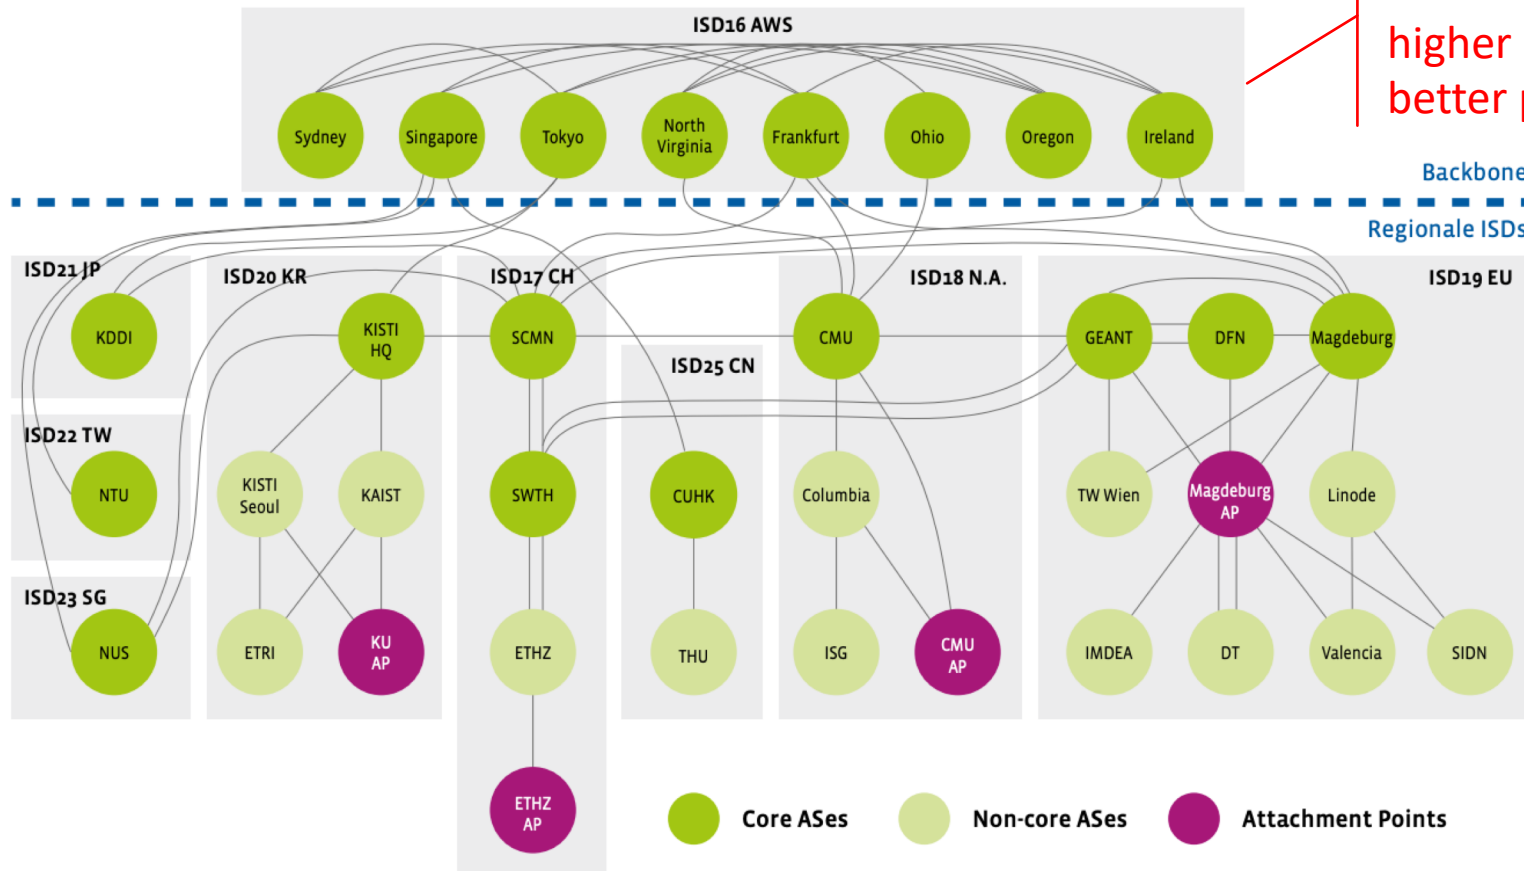 ISD16 AWS
higher
better
Sydney
Singapore
Tokyo
North
Virginia
Frankfurt
Ohio
Oregon
Ireland
Backbone
Regionale ISDs
ISD21 JP
ISD20 KR
ISD17 CH
ISD18 N.A.
ISD19 EU
KDDI
KISTI
HQ
SCMN
CMU
GEANT
DFN
Magdeburg
ISD25 CN
ISD22 TW
NTU
KISTI
Seoul
KAIST
SWTH
CUHK
Columbia
TW Wien
Magdeburg
AP
Linode
ISD23 SG
NUS
ETRI
KU
AP
ETHZ
THU
ISG
CMU
AP
IMDEA
DT
Valencia
SIDN
ETHZ
AP
Core ASes
Non-core ASes
Attachment Points